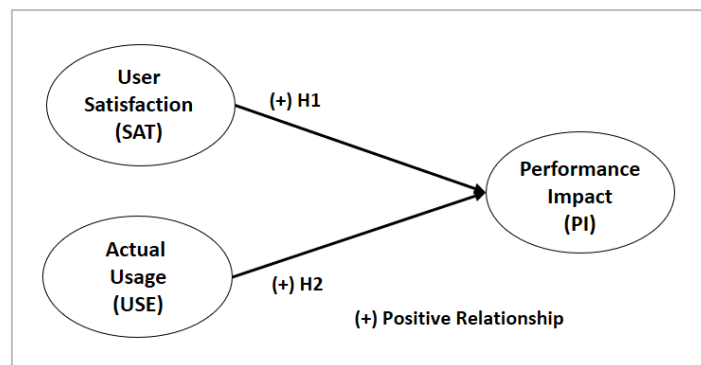 User
Satisfaction
(SAT)
(+) H1
Performance
Impact
(PI)
Actual
Usage
(USE)
(+) H2
(+) Positive Relationship